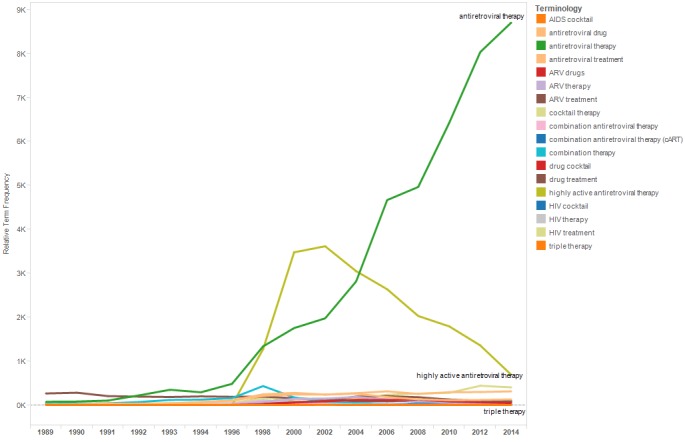 9K
8K
7K
6K
5K
4K
3K
2K
1K
0K
Relative Term Frequency
antiretroviral therapy
highly active antiretroviral therapy
triple therapy
1989 1990 1991 1992 1993 1994 1996 1998 2000 2002 2004 2006 2008 2010 2012 2014
Terminology
AIDS cocktail
antiretroviral drug
antiretroviral therapy
antiretroviral treatment
ARV drugs
ARV therapy
ARV treatment
cocktail therapy
combination antiretroviral therapy
combination antiretroviral therapy (cART)
combination therapy
drug cocktail
drug treatment
highly active antiretroviral therapy
HIV cocktail
HIV therapy
HIV treatment
triple therapy